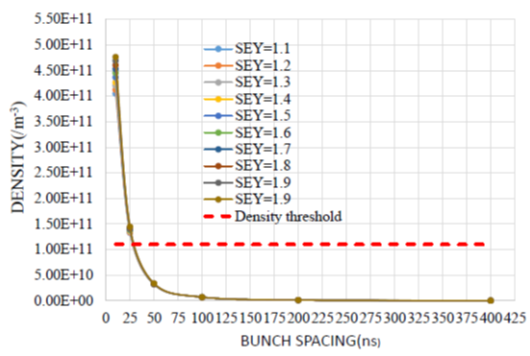 5.50E+11
5.00E+11
4.50E+11
4.00E+11
3.50E+11
3.00E+11
2.50E+11
2.00E+11
1.50E+11
1.00E+11
5.00E+10
0.00E+00
DENSITY(/m-3)
SEY=1.1
SEY=1.2
SEY=1.3
SEY=1.4
SEY=1.5
SEY=1.6
SEY=1.7
SEY=1.8
SEY=1.9
SEY=1.9
Density threshold
0 25 50 75 100 125 150 175 200 225 250 275 300 325 350 375 400 425
BUNCH SPACING(ns)